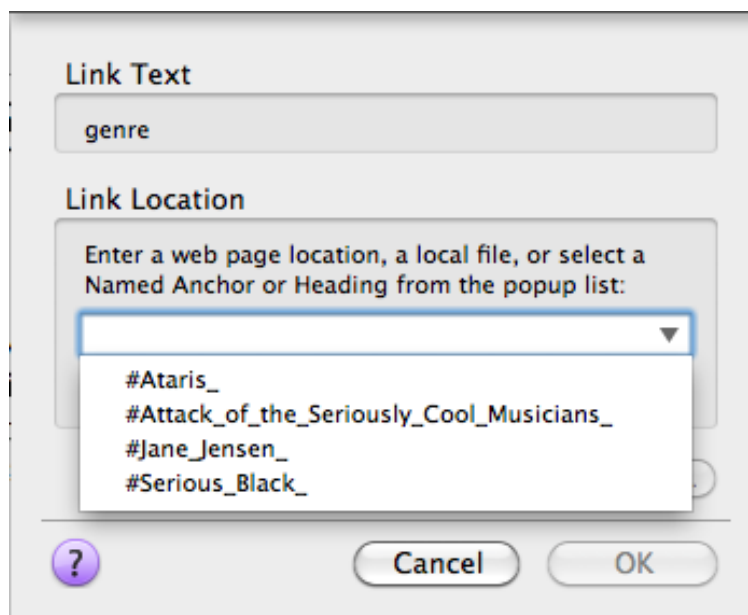 Link Text
genre
Link Location
Enter a web page location, a local file, or select a
Named Anchor or Heading from the popup list:
#Ataris_
#Attack_of_the_Seriously_Cool_Musicians_
#Jane_Jensen_
#Serious_Black_
?
Cancel
OK